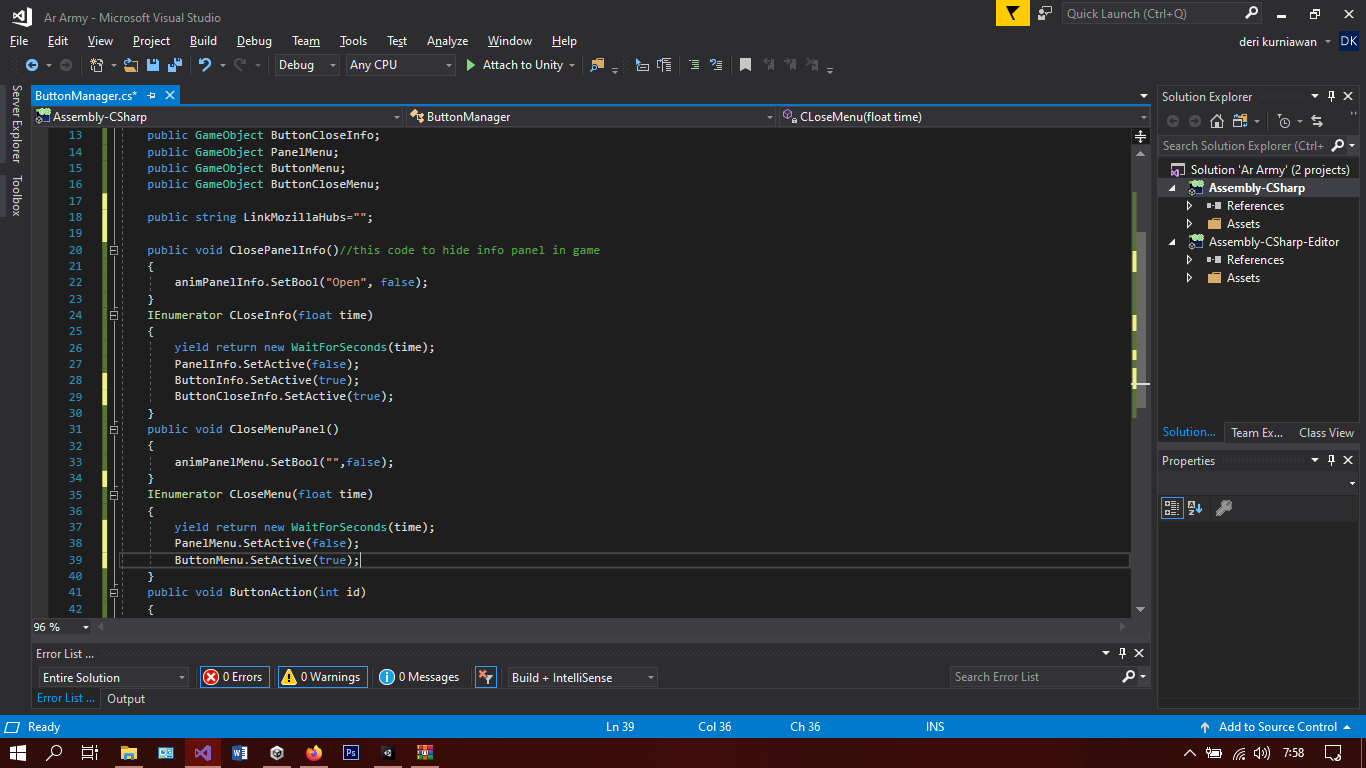 Ar Army - Microsoft Visual Studio
Quick Launch (Ctrl+Q)
File Edit View Project Build Debug Team Tools Test Analyze Window Help
deri kurniawan DK
Debug Any CPU Attach to Unity
Server Explorer
Toolbox
ButtonManager.cs*
Assembly-CSharp ButtonManager CLoseMenu(float time)
13 public GameObject ButtonCloseInfo;
14 public GameObject PanelMenu;
15 public GameObject ButtonMenu;
16 public GameObject ButtonCloseMenu;
17
18 public string LinkMozillaHubs="";
19
20 public void ClosePanelInfo()//this code to hide info panel in game
21 {
22 animPanelInfo.SetBool("Open", false);
23 }
24 IEnumerator CLoseInfo(float time)
25 {
26 yield return new WaitForSeconds(time);
27 PanelInfo.SetActive(false);
28 ButtonInfo.SetActive(true);
29 ButtonCloseInfo.SetActive(true);
30 }
31 public void CloseMenuPanel()
32 {
33 animPanelMenu.SetBool("",false);
34 }
35 IEnumerator CLoseMenu(float time)
36 {
37 yield return new WaitForSeconds(time);
38 PanelMenu.SetActive(false);
39 ButtonMenu.SetActive(true);
40 }
41 public void ButtonAction(int id)
42 {
96 %
Solution Explorer
Search Solution Explorer (Ctrl+
Solution 'Ar Army' (2 projects)
Assembly-CSharp
References
Assets
Assembly-CSharp-Editor
References
Assets
Solution... Team Ex... Class View
Properties
Error List ...
Entire Solution 0 Errors 0 Warnings 0 Messages Build + IntelliSense Search Error List
Error List ... Output
Ready Ln 39 Col 36 Ch 36 INS Add to Source Control
Ps
7:58